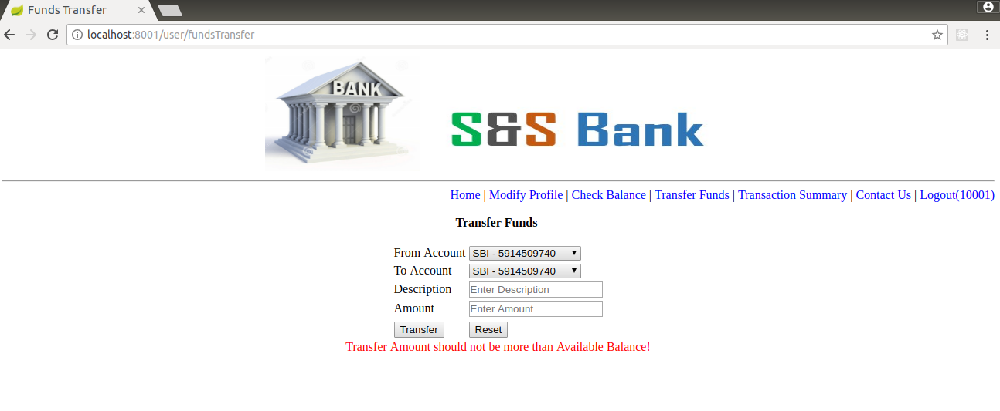 Funds Transfer
localhost:8001/user/fundsTransfer
BANK
S&S Bank
Home | Modify Profile | Check Balance | Transfer Funds | Transaction Summary | Contact Us | Logout(10001)
Transfer Funds
From Account SBI - 5914509740
To Account SBI - 5914509740
Description Enter Description
Amount Enter Amount
Transfer Reset
Transfer Amount should not be more than Available Balance!